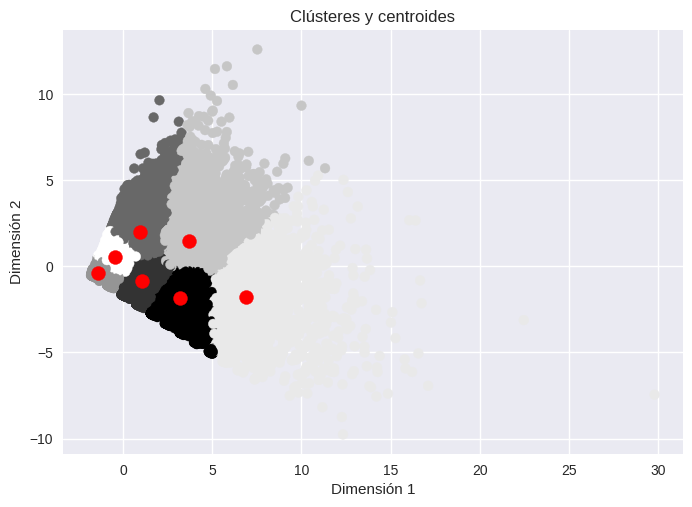 Clústeres y centroides
10
5
0
−5
−10
Dimensión 2
0 5 10 15 20 25 30
Dimensión 1